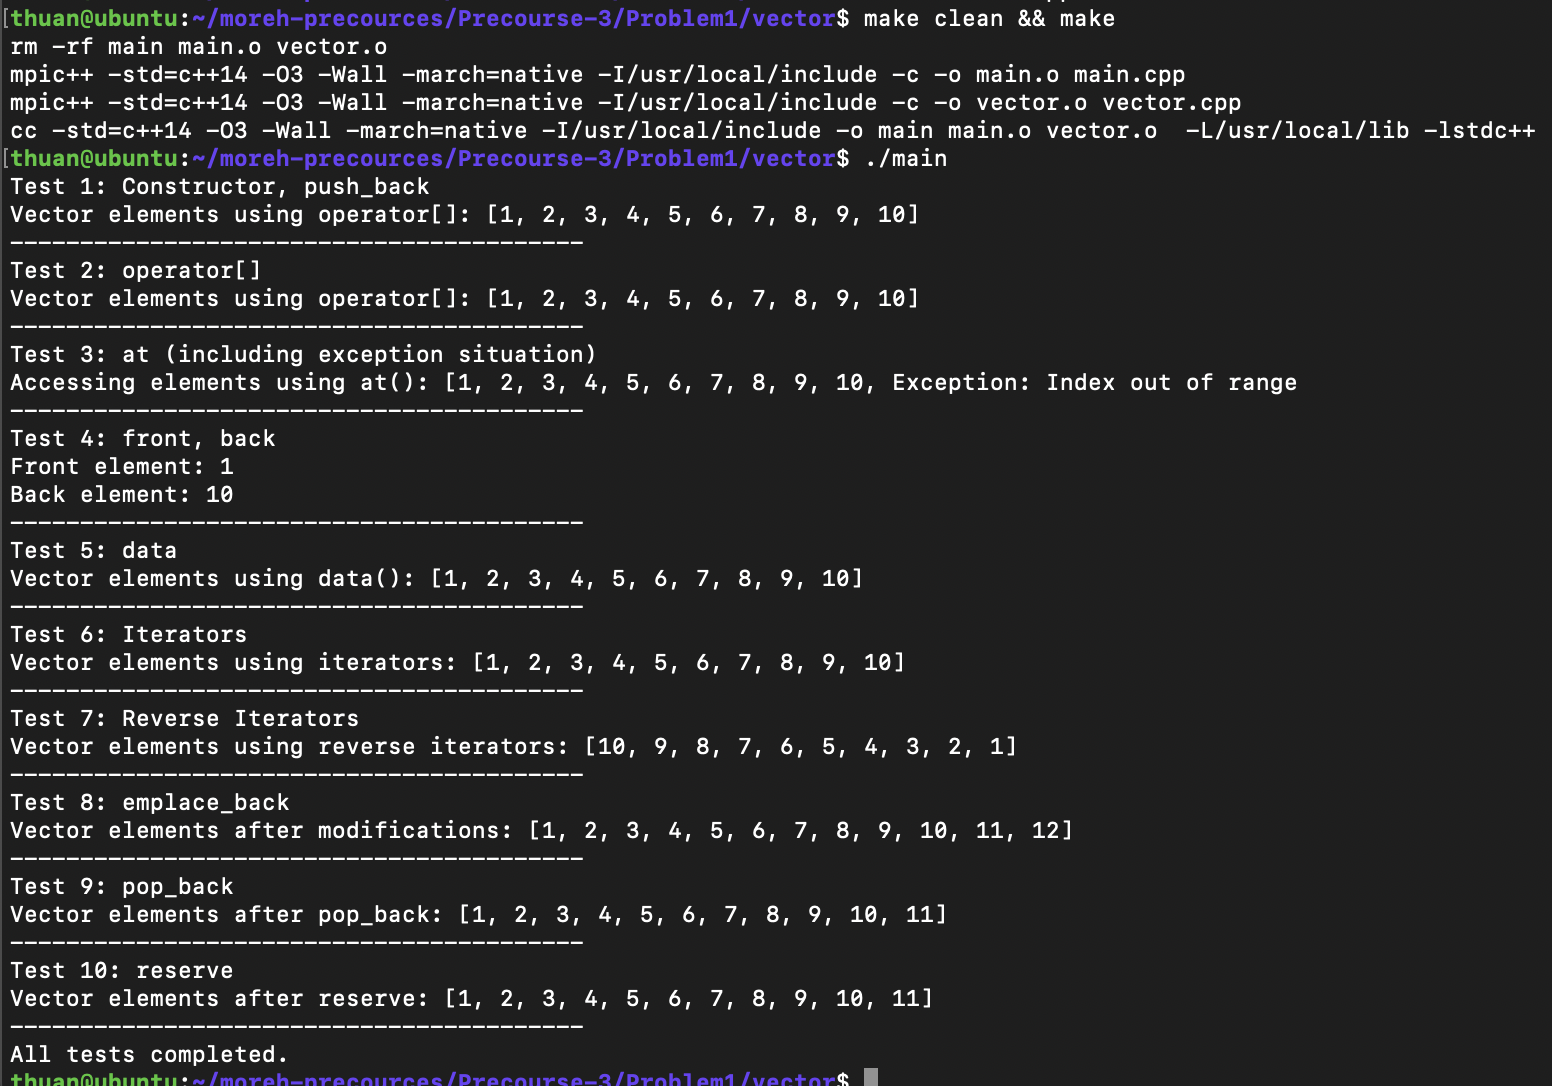 [thuan@ubuntu:~/moreh-precources/Precourse-3/Problem1/vector$ make clean && make
rm -rf main main.o vector.o
mpic++ -std=c++14 -O3 -Wall -march=native -I/usr/local/include -c -o main.o main.cpp
mpic++ -std=c++14 -O3 -Wall -march=native -I/usr/local/include -c -o vector.o vector.cpp
cc -std=c++14 -O3 -Wall -march=native -I/usr/local/include -o main main.o vector.o  -L/usr/local/lib -lstdc++
[thuan@ubuntu:~/moreh-precources/Precourse-3/Problem1/vector$ ./main
Test 1: Constructor, push_back
Vector elements using operator[]: [1, 2, 3, 4, 5, 6, 7, 8, 9, 10]
-----------------------------------------
Test 2: operator[]
Vector elements using operator[]: [1, 2, 3, 4, 5, 6, 7, 8, 9, 10]
-----------------------------------------
Test 3: at (including exception situation)
Accessing elements using at(): [1, 2, 3, 4, 5, 6, 7, 8, 9, 10, Exception: Index out of range
-----------------------------------------
Test 4: front, back
Front element: 1
Back element: 10
-----------------------------------------
Test 5: data
Vector elements using data(): [1, 2, 3, 4, 5, 6, 7, 8, 9, 10]
-----------------------------------------
Test 6: Iterators
Vector elements using iterators: [1, 2, 3, 4, 5, 6, 7, 8, 9, 10]
-----------------------------------------
Test 7: Reverse Iterators
Vector elements using reverse iterators: [10, 9, 8, 7, 6, 5, 4, 3, 2, 1]
-----------------------------------------
Test 8: emplace_back
Vector elements after modifications: [1, 2, 3, 4, 5, 6, 7, 8, 9, 10, 11, 12]
-----------------------------------------
Test 9: pop_back
Vector elements after pop_back: [1, 2, 3, 4, 5, 6, 7, 8, 9, 10, 11]
-----------------------------------------
Test 10: reserve
Vector elements after reserve: [1, 2, 3, 4, 5, 6, 7, 8, 9, 10, 11]
-----------------------------------------
All tests completed.
thuan@ubuntu:~/moreh-precources/Precourse-3/Problem1/vector$